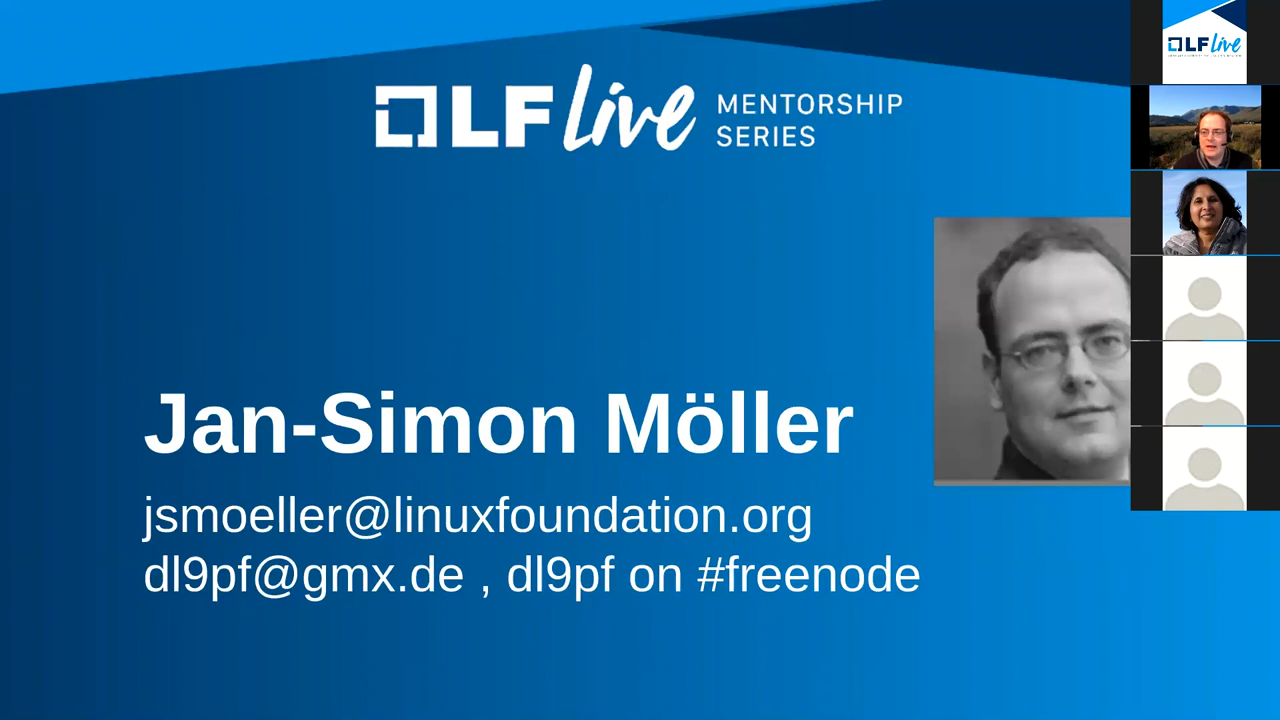 LF Live MENTORSHIP
SERIES
LF Live
Jan-Simon Möller
jsmoeller@linuxfoundation.org
dl9pf@gmx.de , dl9pf on #freenode